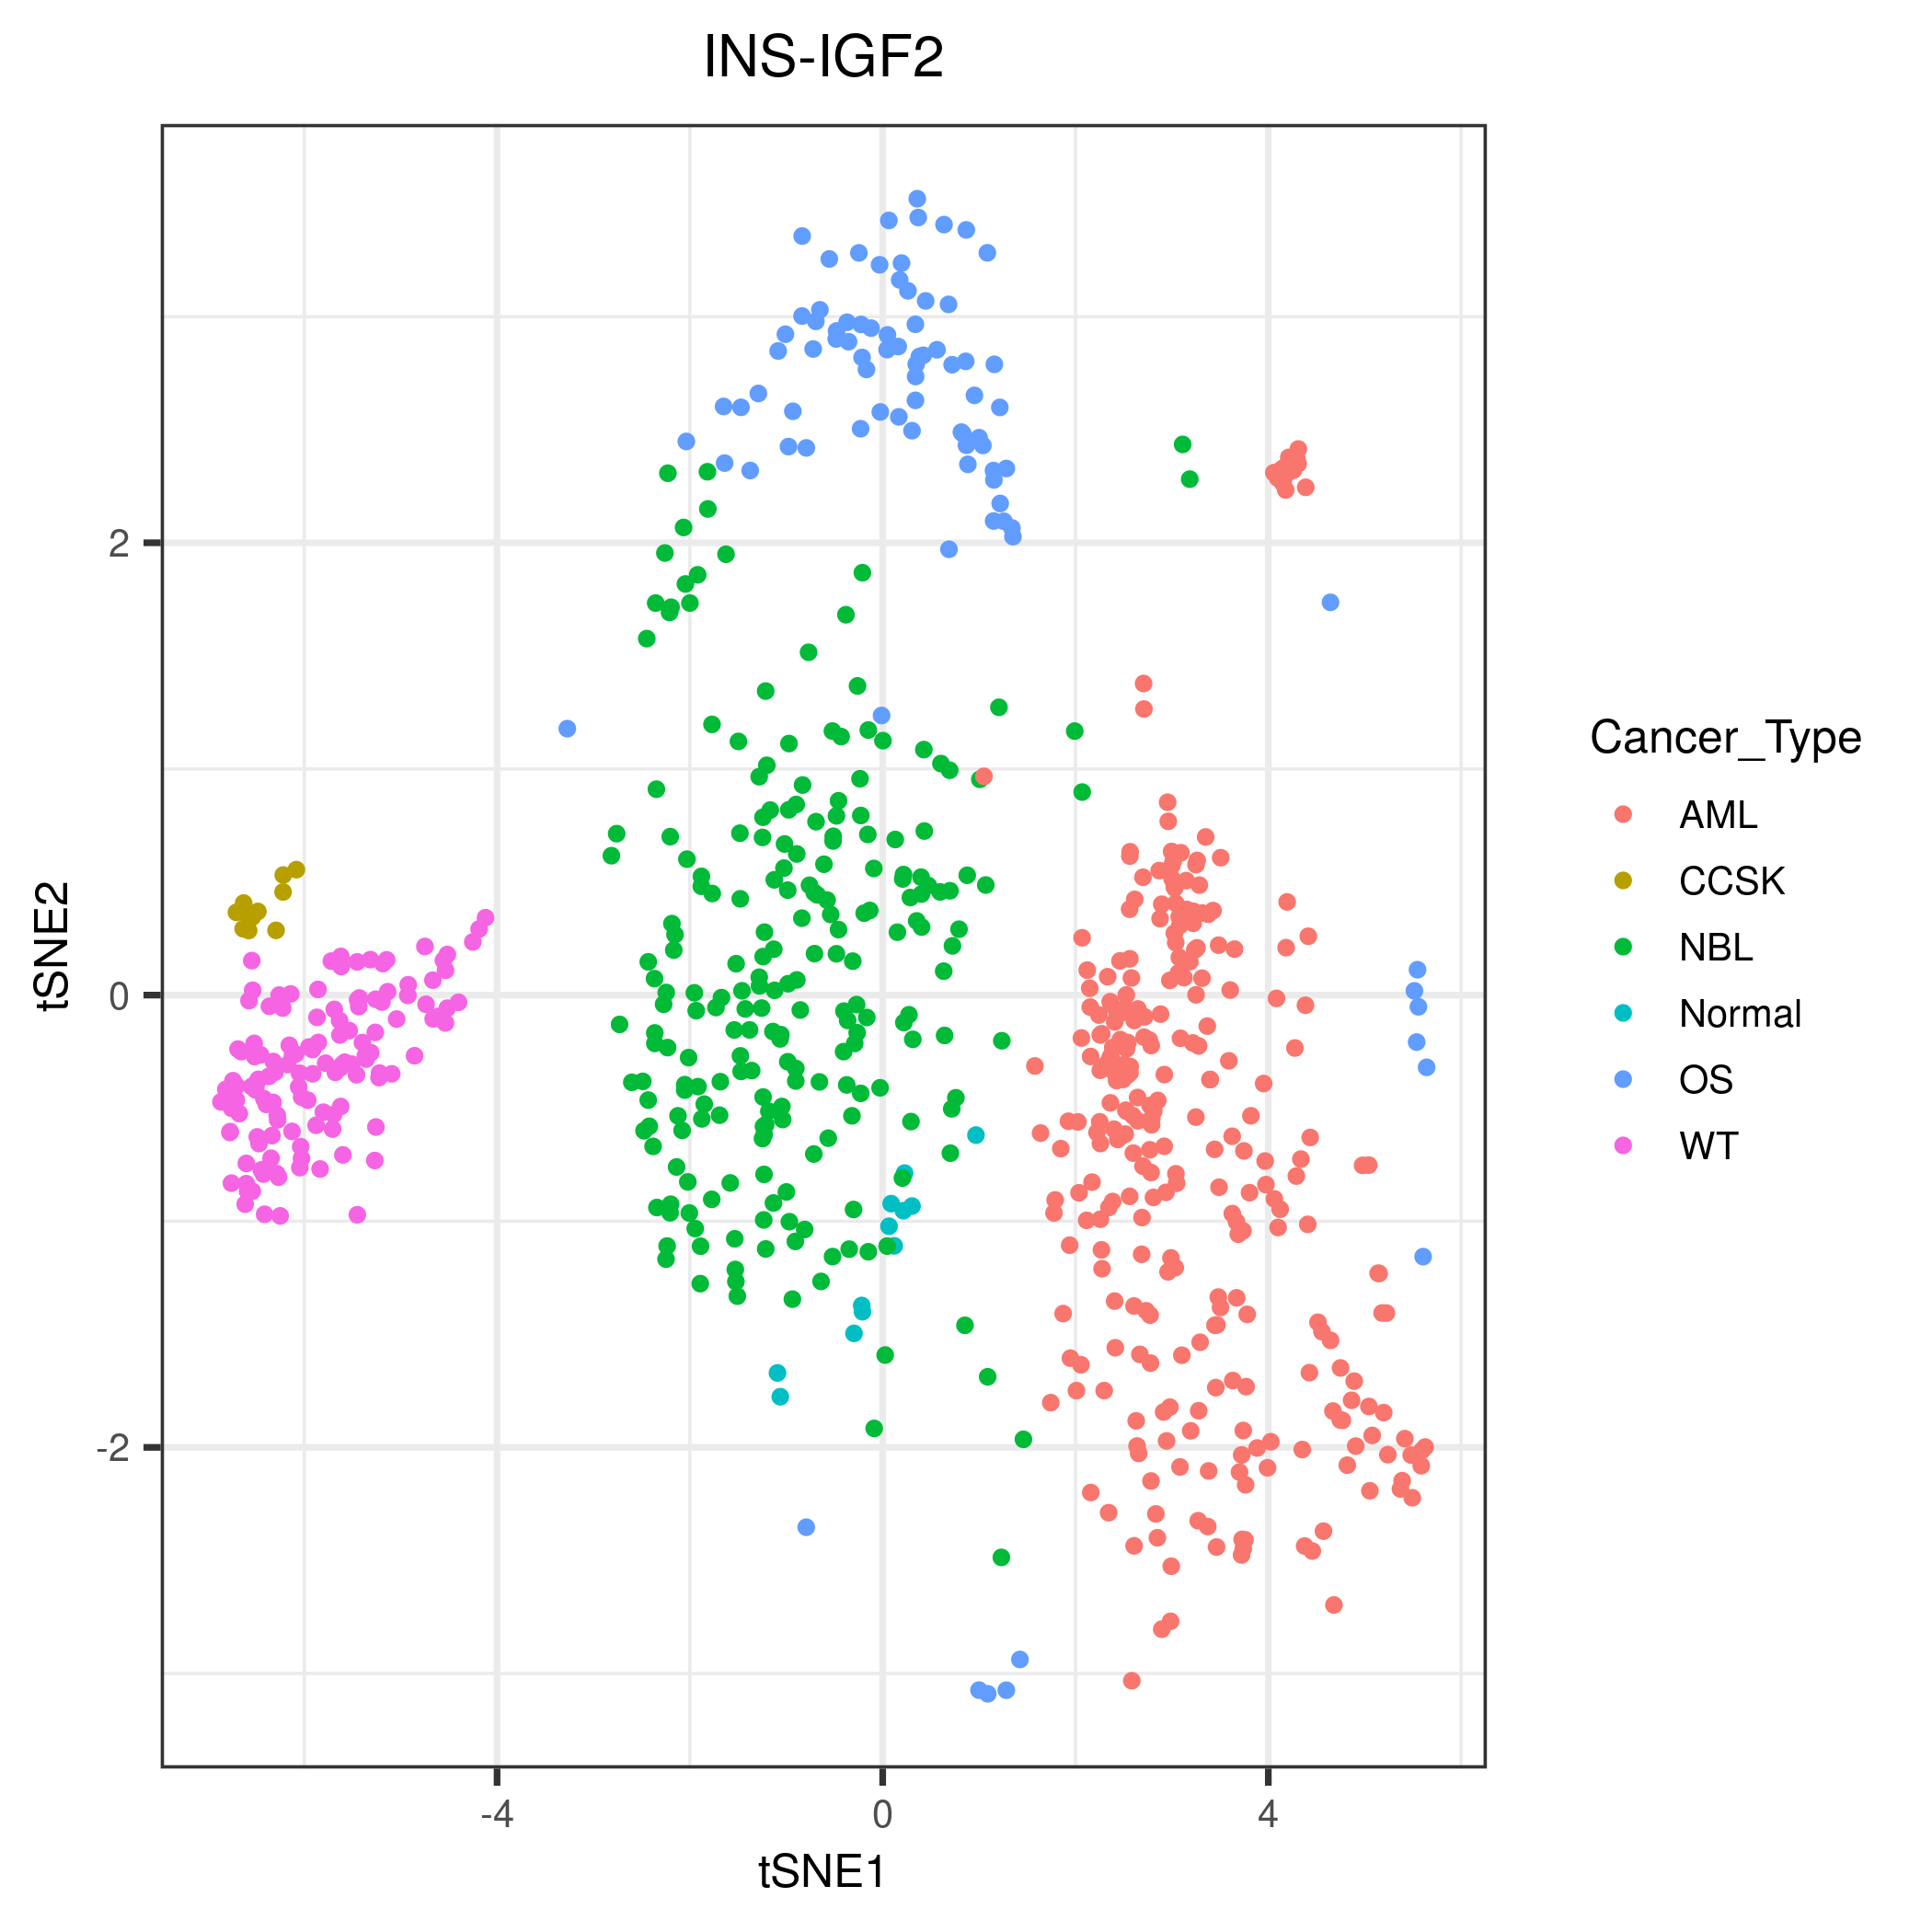 INS-IGF2
tSNE2
2
0
-2
-4
0
4
tSNE1
Cancer_Type
AML
CCSK
NBL
Normal
OS
WT